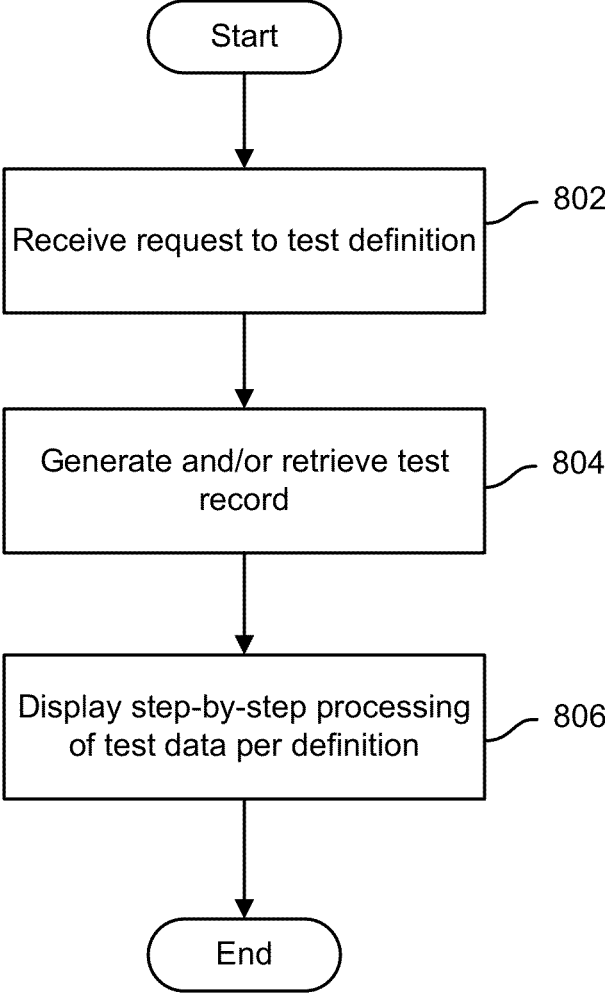 Start
Receive request to test definition
802
Generate and/or retrieve test
record
804
Display step-by-step processing
of test data per definition
806
End